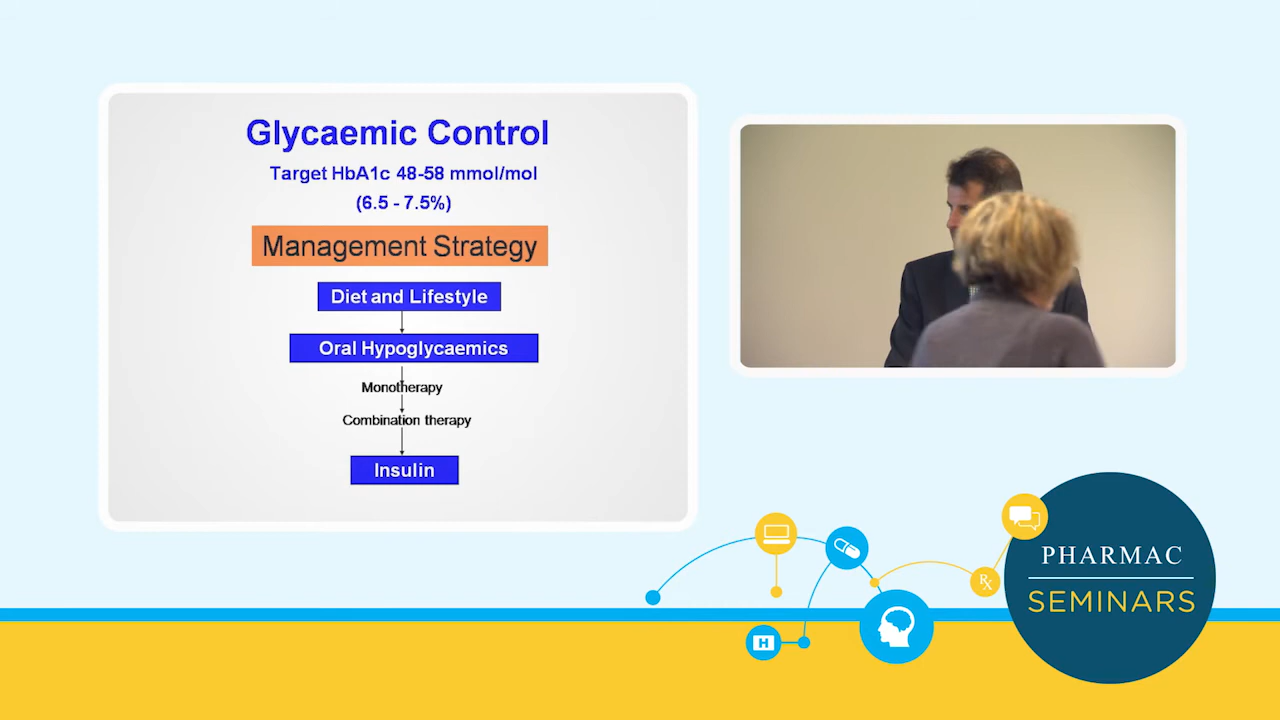 Glycaemic Control
Target HbA1c 48-58 mmol/mol
(6.5 - 7.5%)
Management Strategy
Diet and Lifestyle
Oral Hypoglycaemics
Monotherapy
Combination therapy
Insulin
H
Rx
PHARMAC
SEMINARS